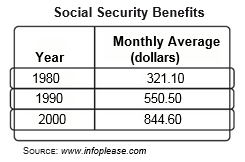 Social Security Benefits
Year Monthly Average (dollars)
1980 321.10
1990 550.50
2000 844.60
SOURCE: www.infoplease.com